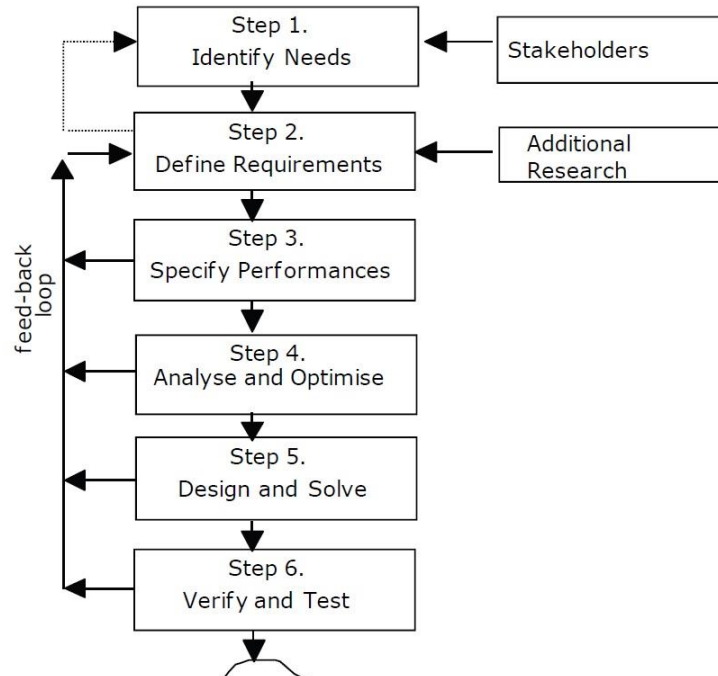 Step 1.
Identify Needs
Stakeholders
Step 2.
Define Requirements
Additional
Research
Step 3.
Specify Performances
feed-back
loop
Step 4.
Analyse and Optimise
Step 5.
Design and Solve
Step 6.
Verify and Test